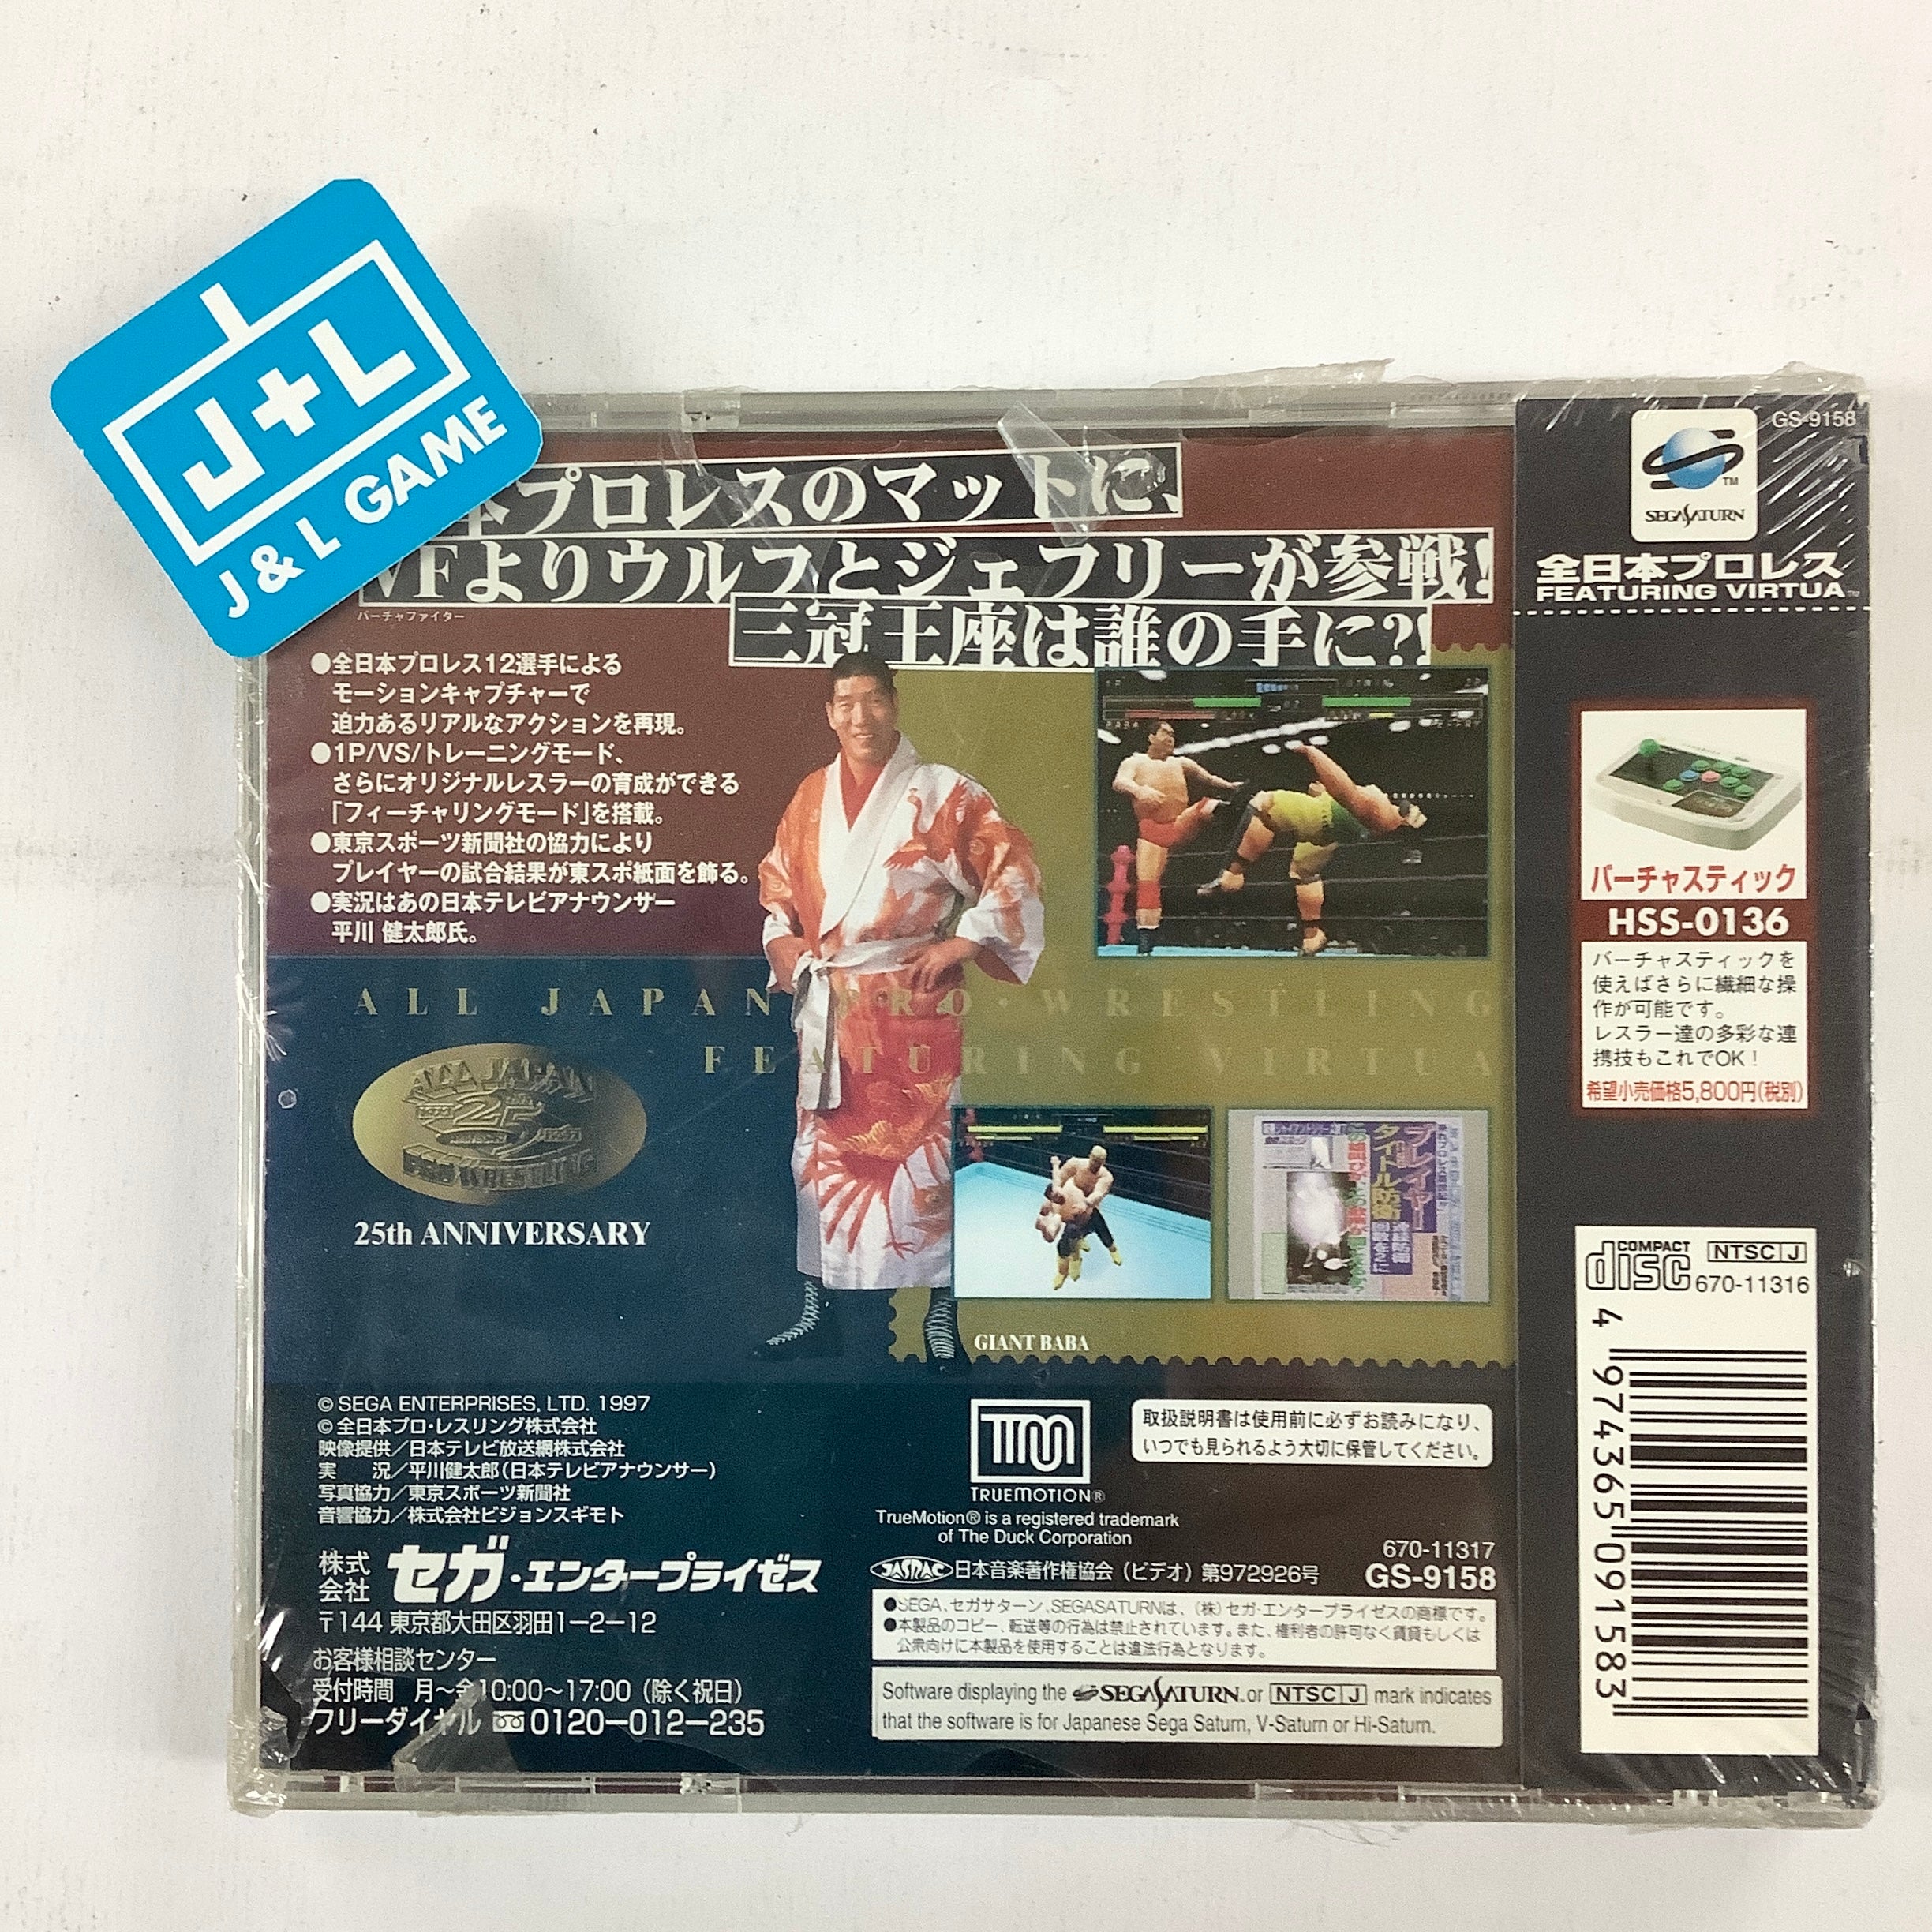 J+L
J & L GAME
本プロレスのマットに、
VFよりウルフとジェフリーが参戦!
バーチャファイター
三冠王座は誰の手に?!
●全日本プロレス12選手による
モーションキャプチャーで
迫力あるリアルなアクションを再現。
●1P/VS/トレーニングモード、
さらにオリジナルレスラーの育成ができる
「フィーチャリングモード」を搭載。
●東京スポーツ新聞社の協力により
プレイヤーの試合結果が東スポ紙面を飾る。
●実況はあの日本テレビアナウンサー
平川 健太郎氏。
ALL JAPAN PRO・WRESTLING
FEATURING VIRTUA
ALL JAPAN
25
PRO WRESTLING
25th ANNIVERSARY
プレイヤー
タイトル防衛
GIANT BABA
© SEGA ENTERPRISES, LTD. 1997
© 全日本プロ・レスリング株式会社
映像提供／日本テレビ放送網株式会社
実　況／平川健太郎（日本テレビアナウンサー）
写真協力／東京スポーツ新聞社
音響協力／株式会社ビジョンスギモト
株式会社 セガ・エンタープライゼス
〒144 東京都大田区羽田1－2－12
お客様相談センター
受付時間　月〜金10:00〜17:00（除く祝日）
フリーダイヤル 0120－012－235
TRUEMOTION®
TrueMotion® is a registered trademark
of The Duck Corporation
取扱説明書は使用前に必ずお読みになり、
いつでも見られるよう大切に保管してください。
670-11317
JASRAC 日本音楽著作権協会（ビデオ）第972926号
GS-9158
●SEGA、セガサターン、SEGASATURNは、（株）セガ・エンタープライゼスの商標です。
●本製品のコピー、転送等の行為は禁止されています。また、権利者の許可なく賃貸もしくは
公衆向けに本製品を使用することは違法行為となります。
Software displaying the SEGA SATURN™ or NTSC J mark indicates
that the software is for Japanese Sega Saturn, V-Saturn or Hi-Saturn.
GS-9158
TM
SEGA SATURN
全日本プロレス
FEATURING VIRTUA™
バーチャスティック
HSS-0136
バーチャスティックを
使えばさらに繊細な操
作が可能です。
レスラー達の多彩な連
携技もこれでOK！
希望小売価格5,800円（税別）
COMPACT disc
NTSC J
670-11316
4 974365 091583